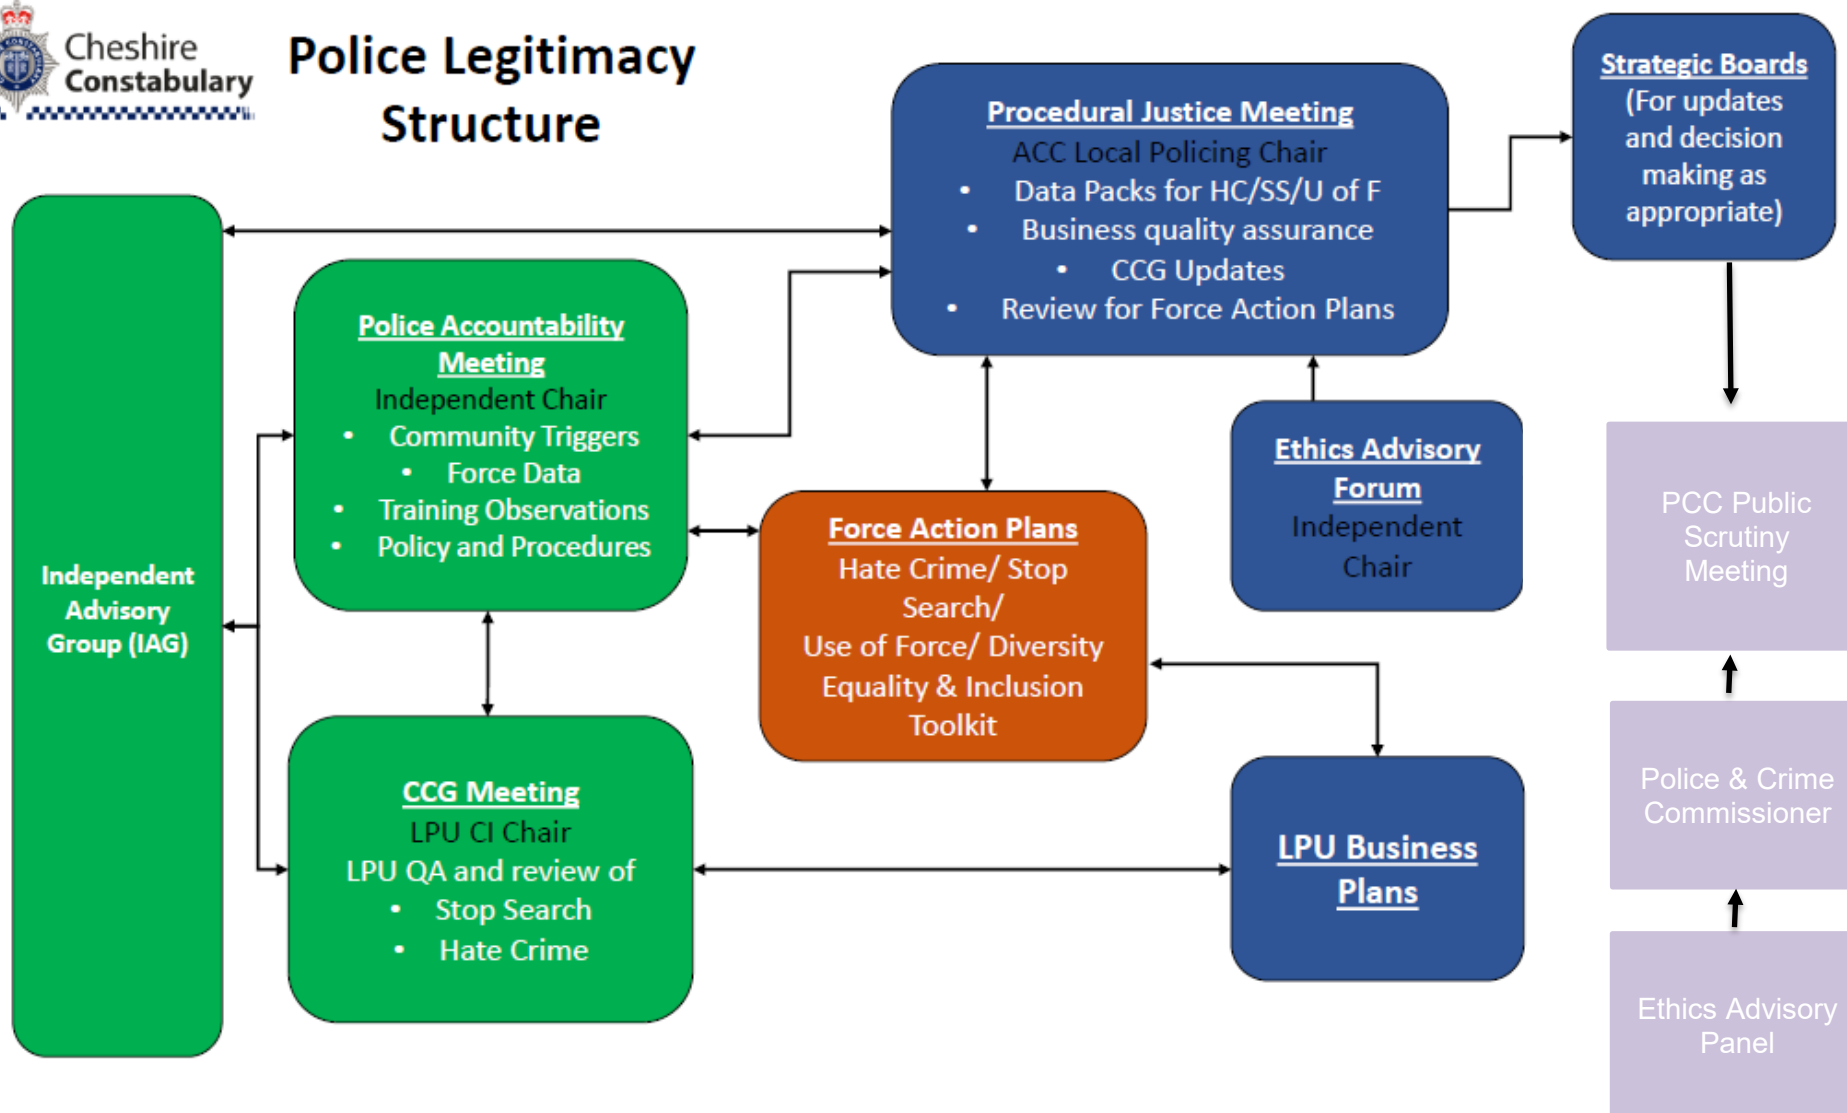 Cheshire
Constabulary
Police Legitimacy
Structure
Procedural Justice Meeting
ACC Local Policing Chair
• Data Packs for HC/SS/U of F
• Business quality assurance
• CCG Updates
• Review for Force Action Plans
Strategic Boards
(For updates
and decision
making as
appropriate)
Independent
Advisory
Group (IAG)
Police Accountability
Meeting
Independent Chair
• Community Triggers
• Force Data
• Training Observations
• Policy and Procedures
Force Action Plans
Hate Crime/ Stop
Search/
Use of Force/ Diversity
Equality & Inclusion
Toolkit
Ethics Advisory
Forum
Independent
Chair
PCC Public
Scrutiny
Meeting
CCG Meeting
LPU CI Chair
LPU QA and review of
• Stop Search
• Hate Crime
LPU Business
Plans
Police & Crime
Commissioner
Ethics Advisory
Panel